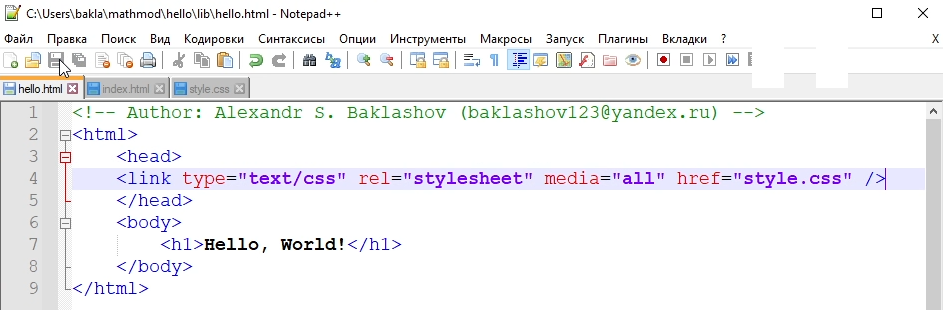 C:\Users\bakla\mathmod\hello\lib\hello.html - Notepad++
Файл Правка Поиск Вид Кодировки Синтаксисы Опции Инструменты Макросы Запуск Плагины Вкладки ? X
hello.html index.html style.css
1 <!-- Author: Alexandr S. Baklashov (baklashov123@yandex.ru) -->
2 <html>
3 <head>
4 <link type="text/css" rel="stylesheet" media="all" href="style.css" />
5 </head>
6 <body>
7 <h1>Hello, World!</h1>
8 </body>
9 </html>